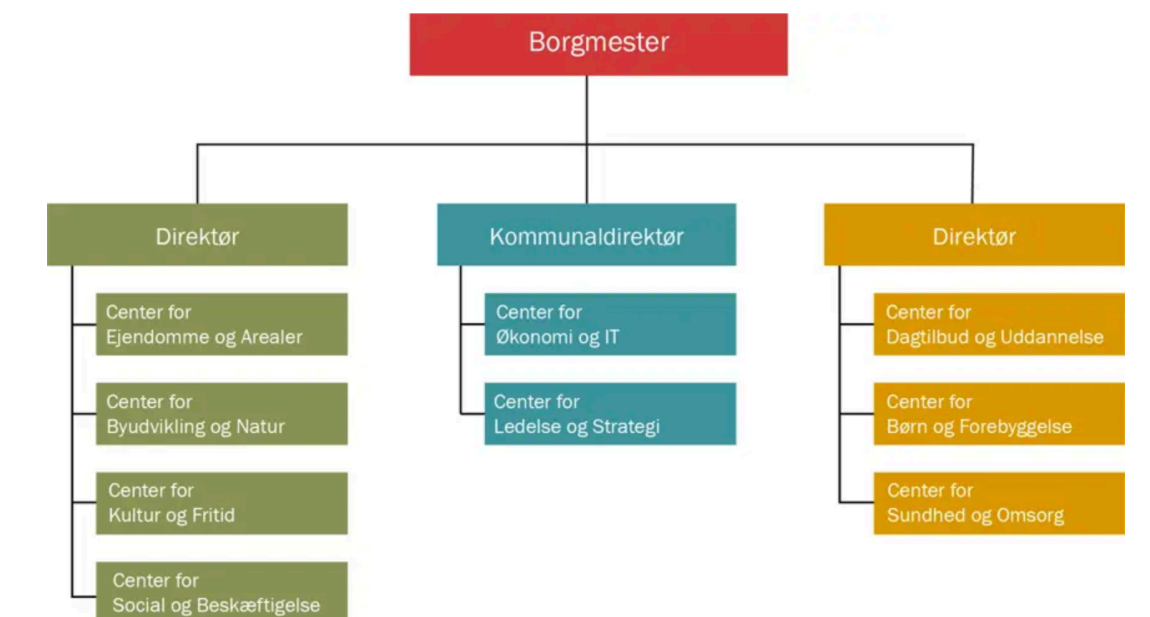 Borgmester
Direktør
Center for
Ejendomme og Arealer
Center for
Byudvikling og Natur
Center for
Kultur og Fritid
Center for
Social og Beskæftigelse
Kommunaldirektør
Center for
Økonomi og IT
Center for
Ledelse og Strategi
Direktør
Center for
Dagtilbud og Uddannelse
Center for
Børn og Forebyggelse
Center for
Sundhed og Omsorg